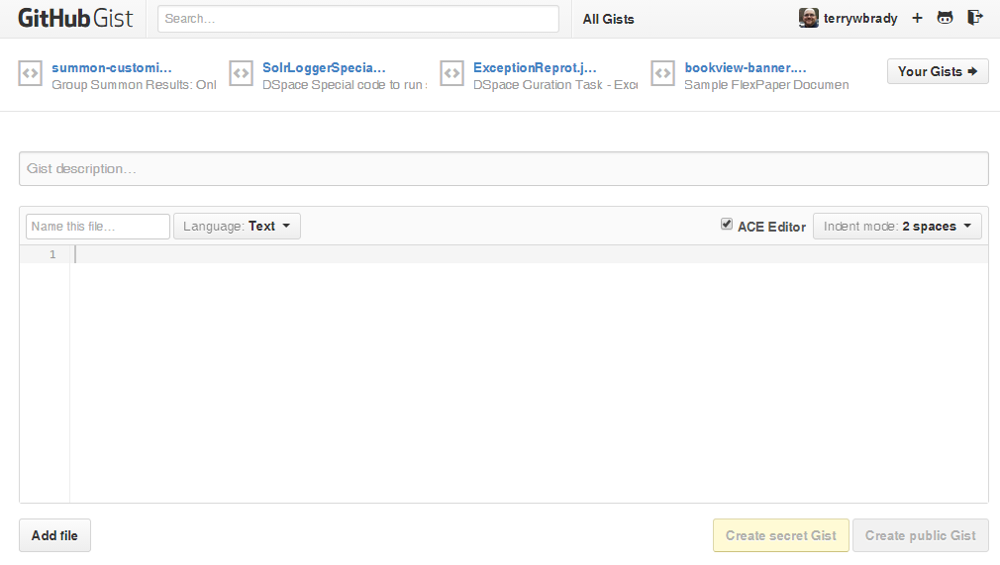 GitHub Gist Search... All Gists terrywbrady
summon-customi... SolrLoggerSpecia... ExceptionReprot.j... bookview-banner....
Group Summon Results: Onl DSpace Special code to run DSpace Curation Task - Exce Sample FlexPaper Documen
Your Gists
Gist description...
Name this file... Language: Text ACE Editor Indent mode: 2 spaces
1
Add file Create secret Gist Create public Gist